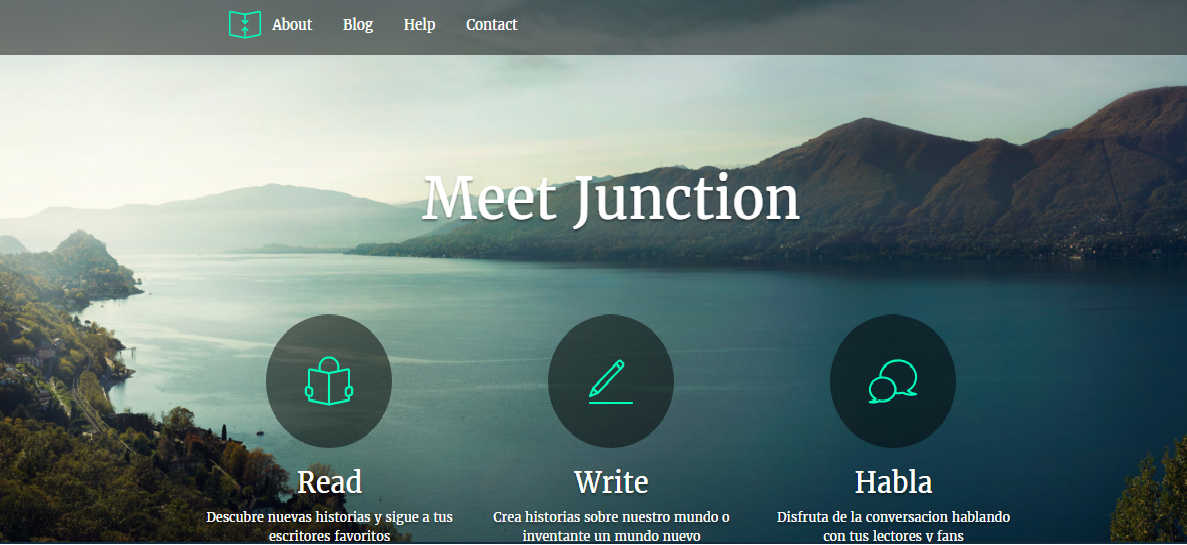 About Blog Help Contact
Meet Junction
Read Write Habla
Descubre nuevas historias y sigue a tus
escritores favoritos
Crea historias sobre nuestro mundo o
inventante un mundo nuevo
Disfruta de la conversacion hablando
con tus lectores y fans